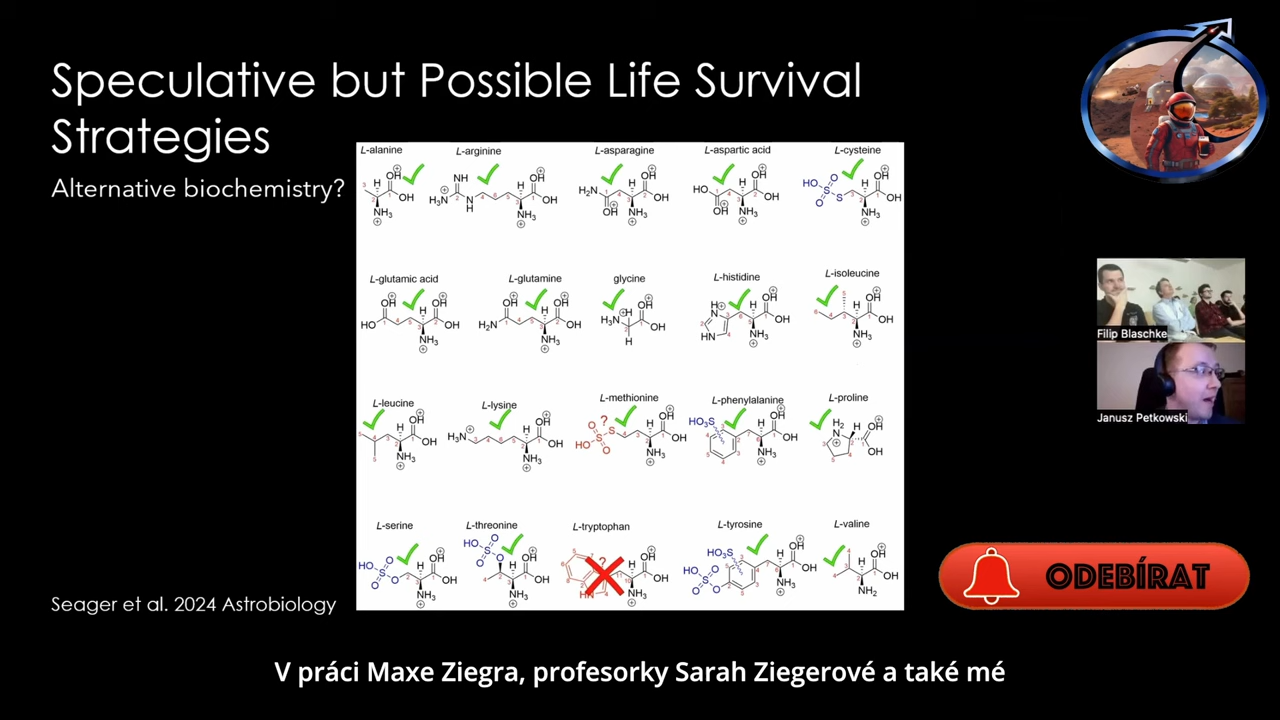 Speculative but Possible Life Survival
Strategies
Alternative biochemistry?
L-alanine L-arginine L-asparagine L-aspartic acid L-cysteine
L-glutamic acid L-glutamine glycine L-histidine L-isoleucine
L-leucine L-lysine L-methionine L-phenylalanine L-proline
L-serine L-threonine L-tryptophan L-tyrosine L-valine
Seager et al. 2024 Astrobiology
Filip Blaschke
Janusz Petkowski
ODEBÍRAT
V práci Maxe Ziegra, profesorky Sarah Ziegerové a také mé